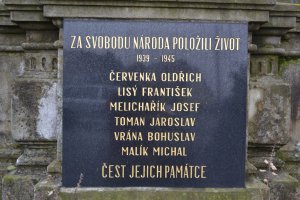 ZA SVOBODU NÁRODA POLOŽILI ŽIVOT
1939 - 1945
ČERVENKA OLDŘICH
LISÝ FRANTIŠEK
MELICHAŘÍK JOSEF
TOMAN JAROSLAV
VRÁNA BOHUSLAV
MALÍK MICHAL
ČEST JEJICH PAMÁTCE